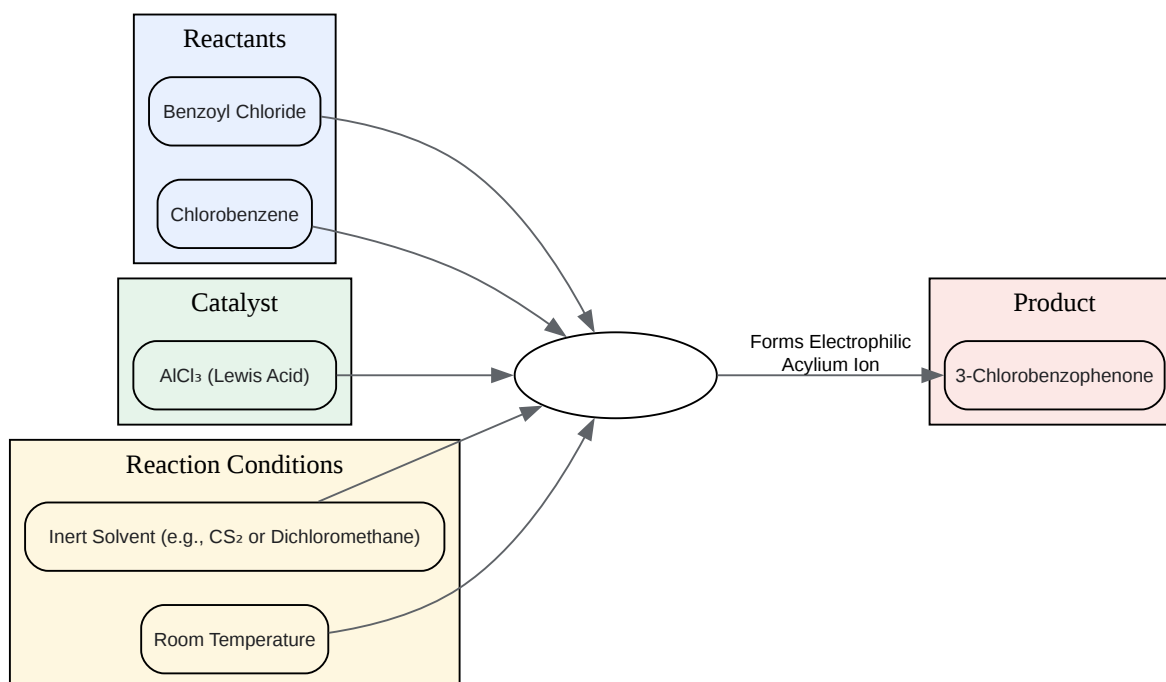 Reactants
Benzoyl Chloride
Chlorobenzene
Catalyst
AlCl₃ (Lewis Acid)
Reaction Conditions
Inert Solvent (e.g., CS₂ or Dichloromethane)
Room Temperature
Forms Electrophilic
Acylium Ion
Product
3-Chlorobenzophenone